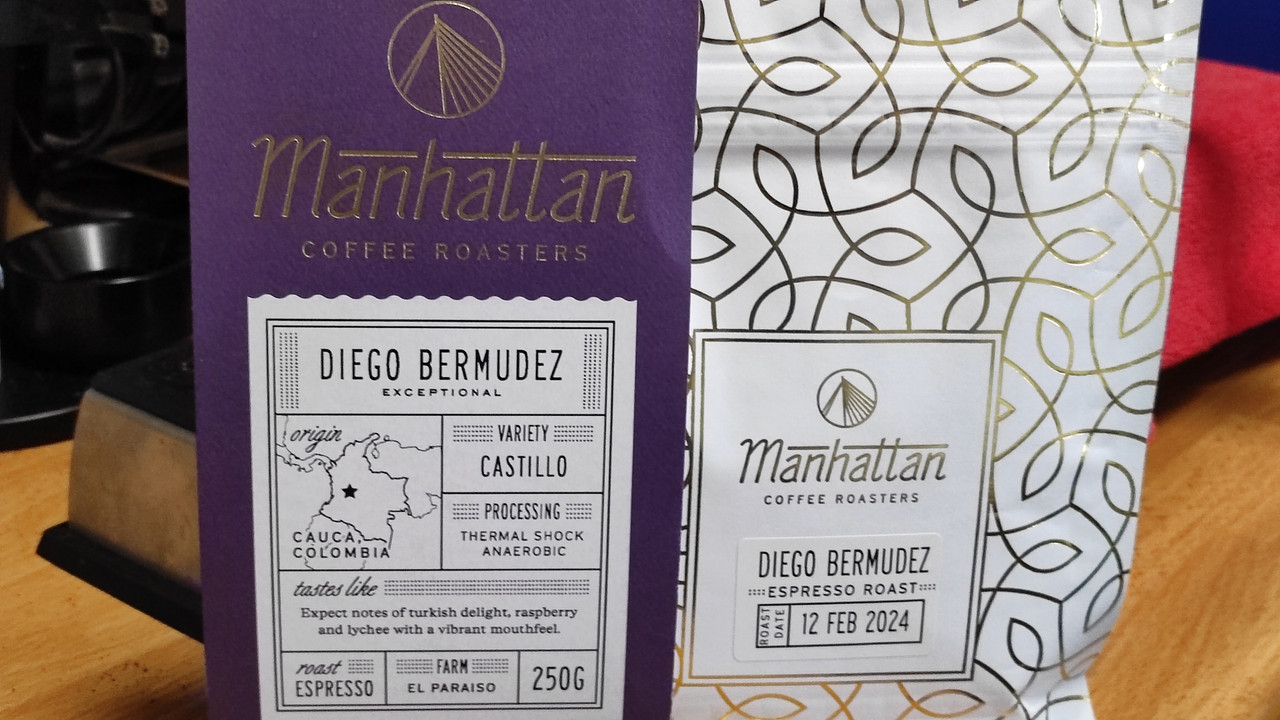 Manhattan
COFFEE ROASTERS
DIEGO BERMUDEZ
EXCEPTIONAL
origin
CAUCA,
COLOMBIA
VARIETY
CASTILLO
PROCESSING
THERMAL SHOCK
ANAEROBIC
tastes like
Expect notes of turkish delight, raspberry
and lychee with a vibrant mouthfeel.
roast
ESPRESSO
FARM
EL PARAISO
250G
Manhattan
COFFEE ROASTERS
DIEGO BERMUDEZ
ESPRESSO ROAST
ROAST
DATE
12 FEB 2024